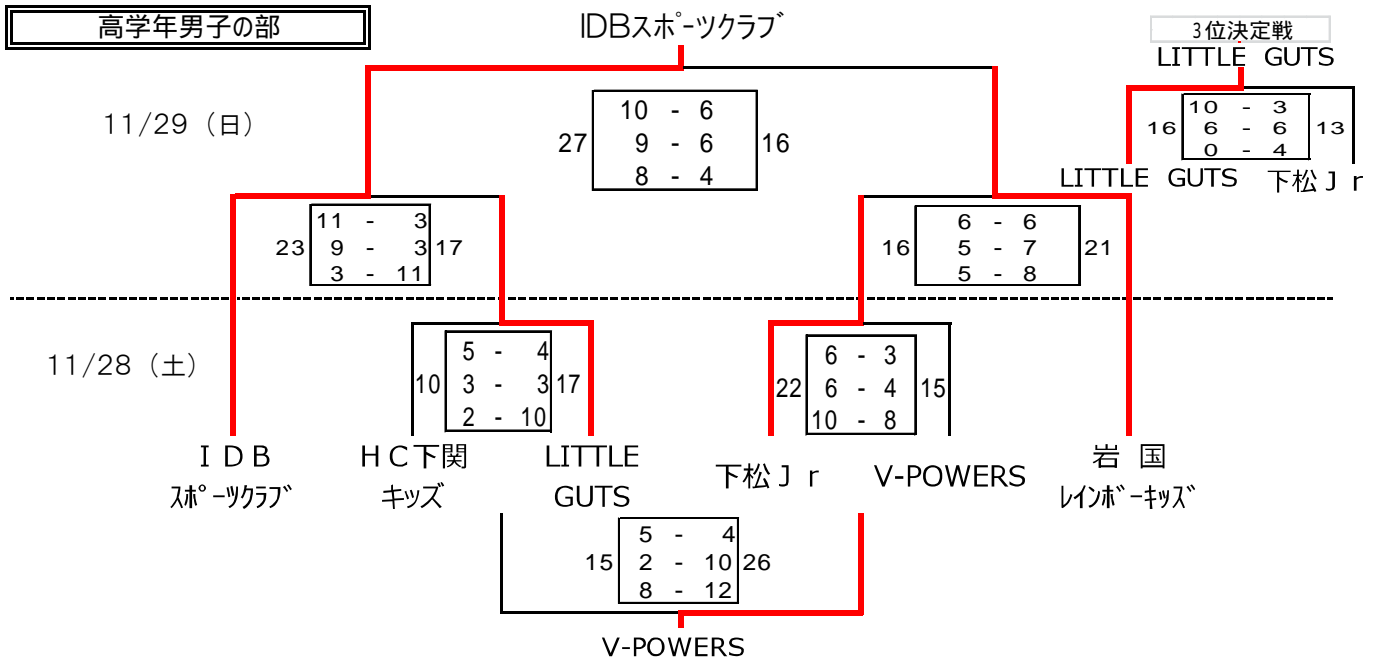 高学年男子の部
IDBスポーツクラブ
3位決定戦
LITTLE GUTS
11/29（日）
27
10 - 6
9 - 6
8 - 4
16
16
10 - 3
6 - 6
0 - 4
13
LITTLE GUTS
下松Ｊｒ
23
11 - 3
9 - 3
3 - 11
17
16
6 - 6
5 - 7
5 - 8
21
11/28（土）
10
5 - 4
3 - 3
2 - 10
17
22
6 - 3
6 - 4
10 - 8
15
ＩＤＢ
スポーツクラブ
ＨＣ下関
キッズ
LITTLE
GUTS
下松Ｊｒ
V-POWERS
岩国
レインボーキッズ
15
5 - 4
2 - 10
8 - 12
26
V-POWERS